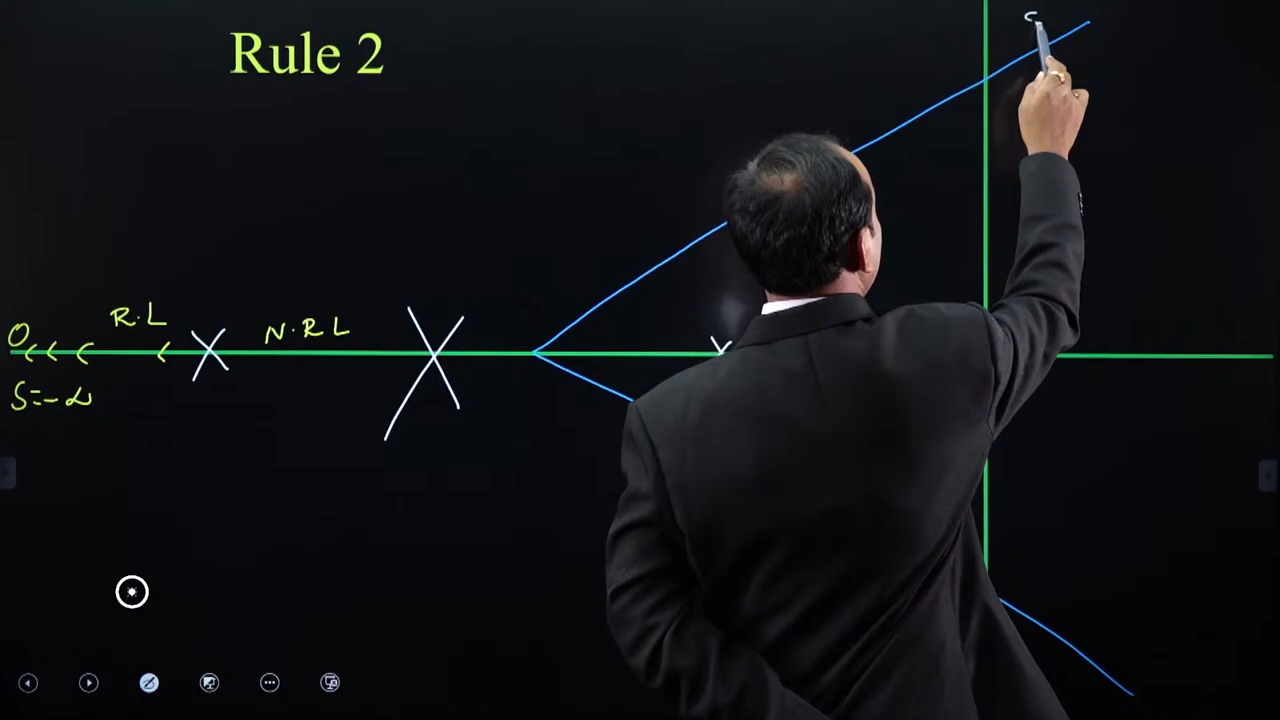 Rule 2
R.L
N.R L
O
S=-∞